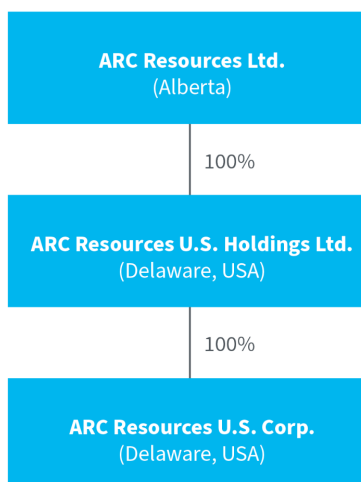 ARC Resources Ltd.
(Alberta)
100%
ARC Resources U.S. Holdings Ltd.
(Delaware, USA)
100%
ARC Resources U.S. Corp.
(Delaware, USA)